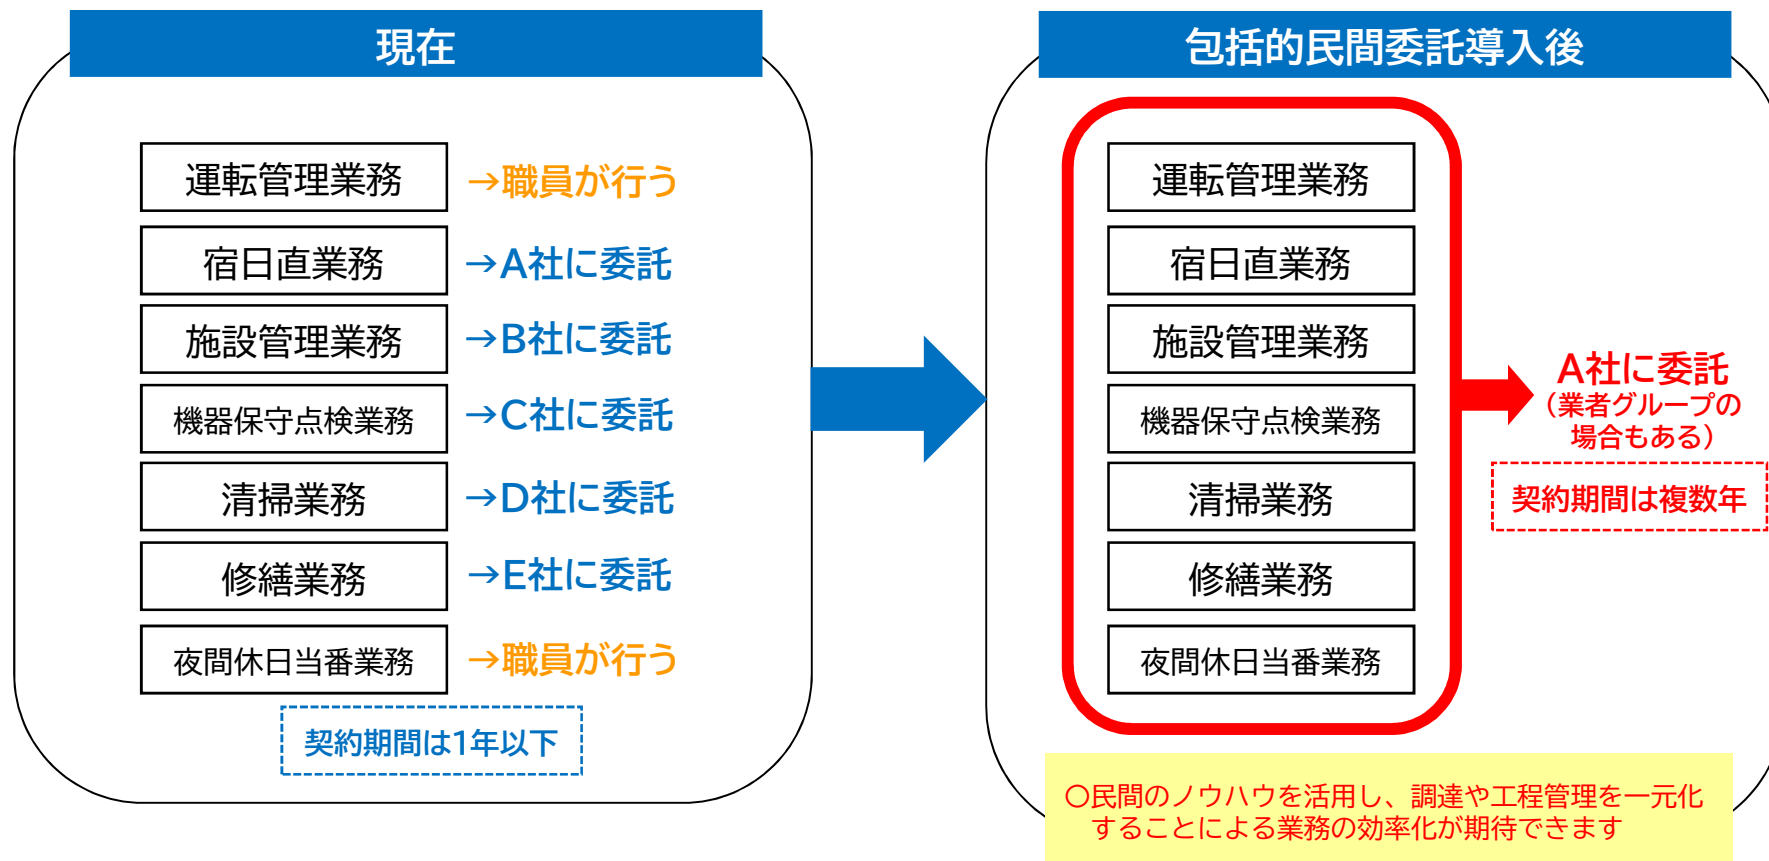 現在
運転管理業務 →職員が行う
宿日直業務 →A社に委託
施設管理業務 →B社に委託
機器保守点検業務 →C社に委託
清掃業務 →D社に委託
修繕業務 →E社に委託
夜間休日当番業務 →職員が行う
契約期間は1年以下
包括的民間委託導入後
運転管理業務
宿日直業務
施設管理業務
機器保守点検業務
清掃業務
修繕業務
夜間休日当番業務
A社に委託
（業者グループの
場合もある）
契約期間は複数年
○民間のノウハウを活用し、調達や工程管理を一元化
することによる業務の効率化が期待できます